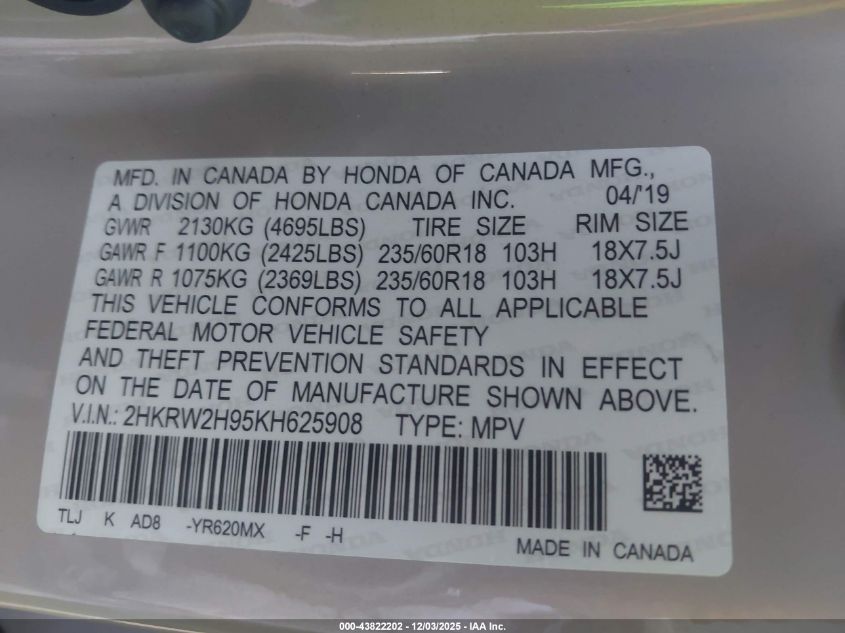 MFD. IN CANADA BY HONDA OF CANADA MFG.,
A DIVISION OF HONDA CANADA INC. 04/'19
GVWR 2130KG (4695LBS) TIRE SIZE RIM SIZE
GAWR F 1100KG (2425LBS) 235/60R18 103H 18X7.5J
GAWR R 1075KG (2369LBS) 235/60R18 103H 18X7.5J
THIS VEHICLE CONFORMS TO ALL APPLICABLE
FEDERAL MOTOR VEHICLE SAFETY
AND THEFT PREVENTION STANDARDS IN EFFECT
ON THE DATE OF MANUFACTURE SHOWN ABOVE.
V.I.N.: 2HKRW2H95KH625908 TYPE: MPV
TLJ K AD8 -YR620MX -F -H
MADE IN CANADA
000-43822202 - 12/03/2025 - IAA Inc.